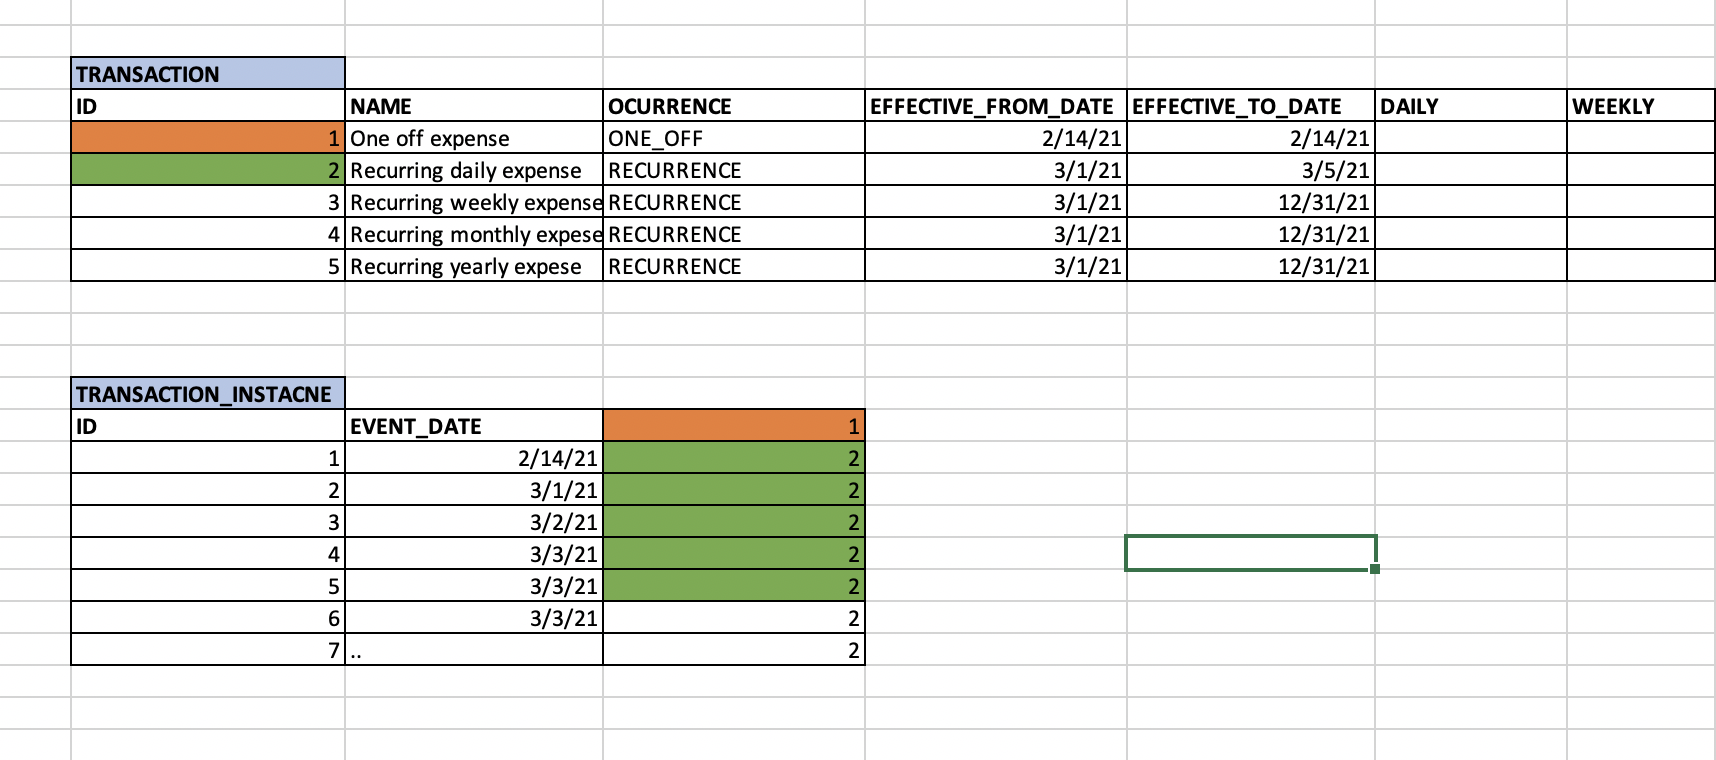 TRANSACTION
ID NAME OCURRENCE EFFECTIVE_FROM_DATE EFFECTIVE_TO_DATE DAILY WEEKLY
1 One off expense ONE_OFF 2/14/21 2/14/21
2 Recurring daily expense RECURRENCE 3/1/21 3/5/21
3 Recurring weekly expense RECURRENCE 3/1/21 12/31/21
4 Recurring monthly expese RECURRENCE 3/1/21 12/31/21
5 Recurring yearly expese RECURRENCE 3/1/21 12/31/21
TRANSACTION_INSTACNE
ID EVENT_DATE 1
1 2/14/21 2
2 3/1/21 2
3 3/2/21 2
4 3/3/21 2
5 3/3/21 2
6 3/3/21 2
7 .. 2